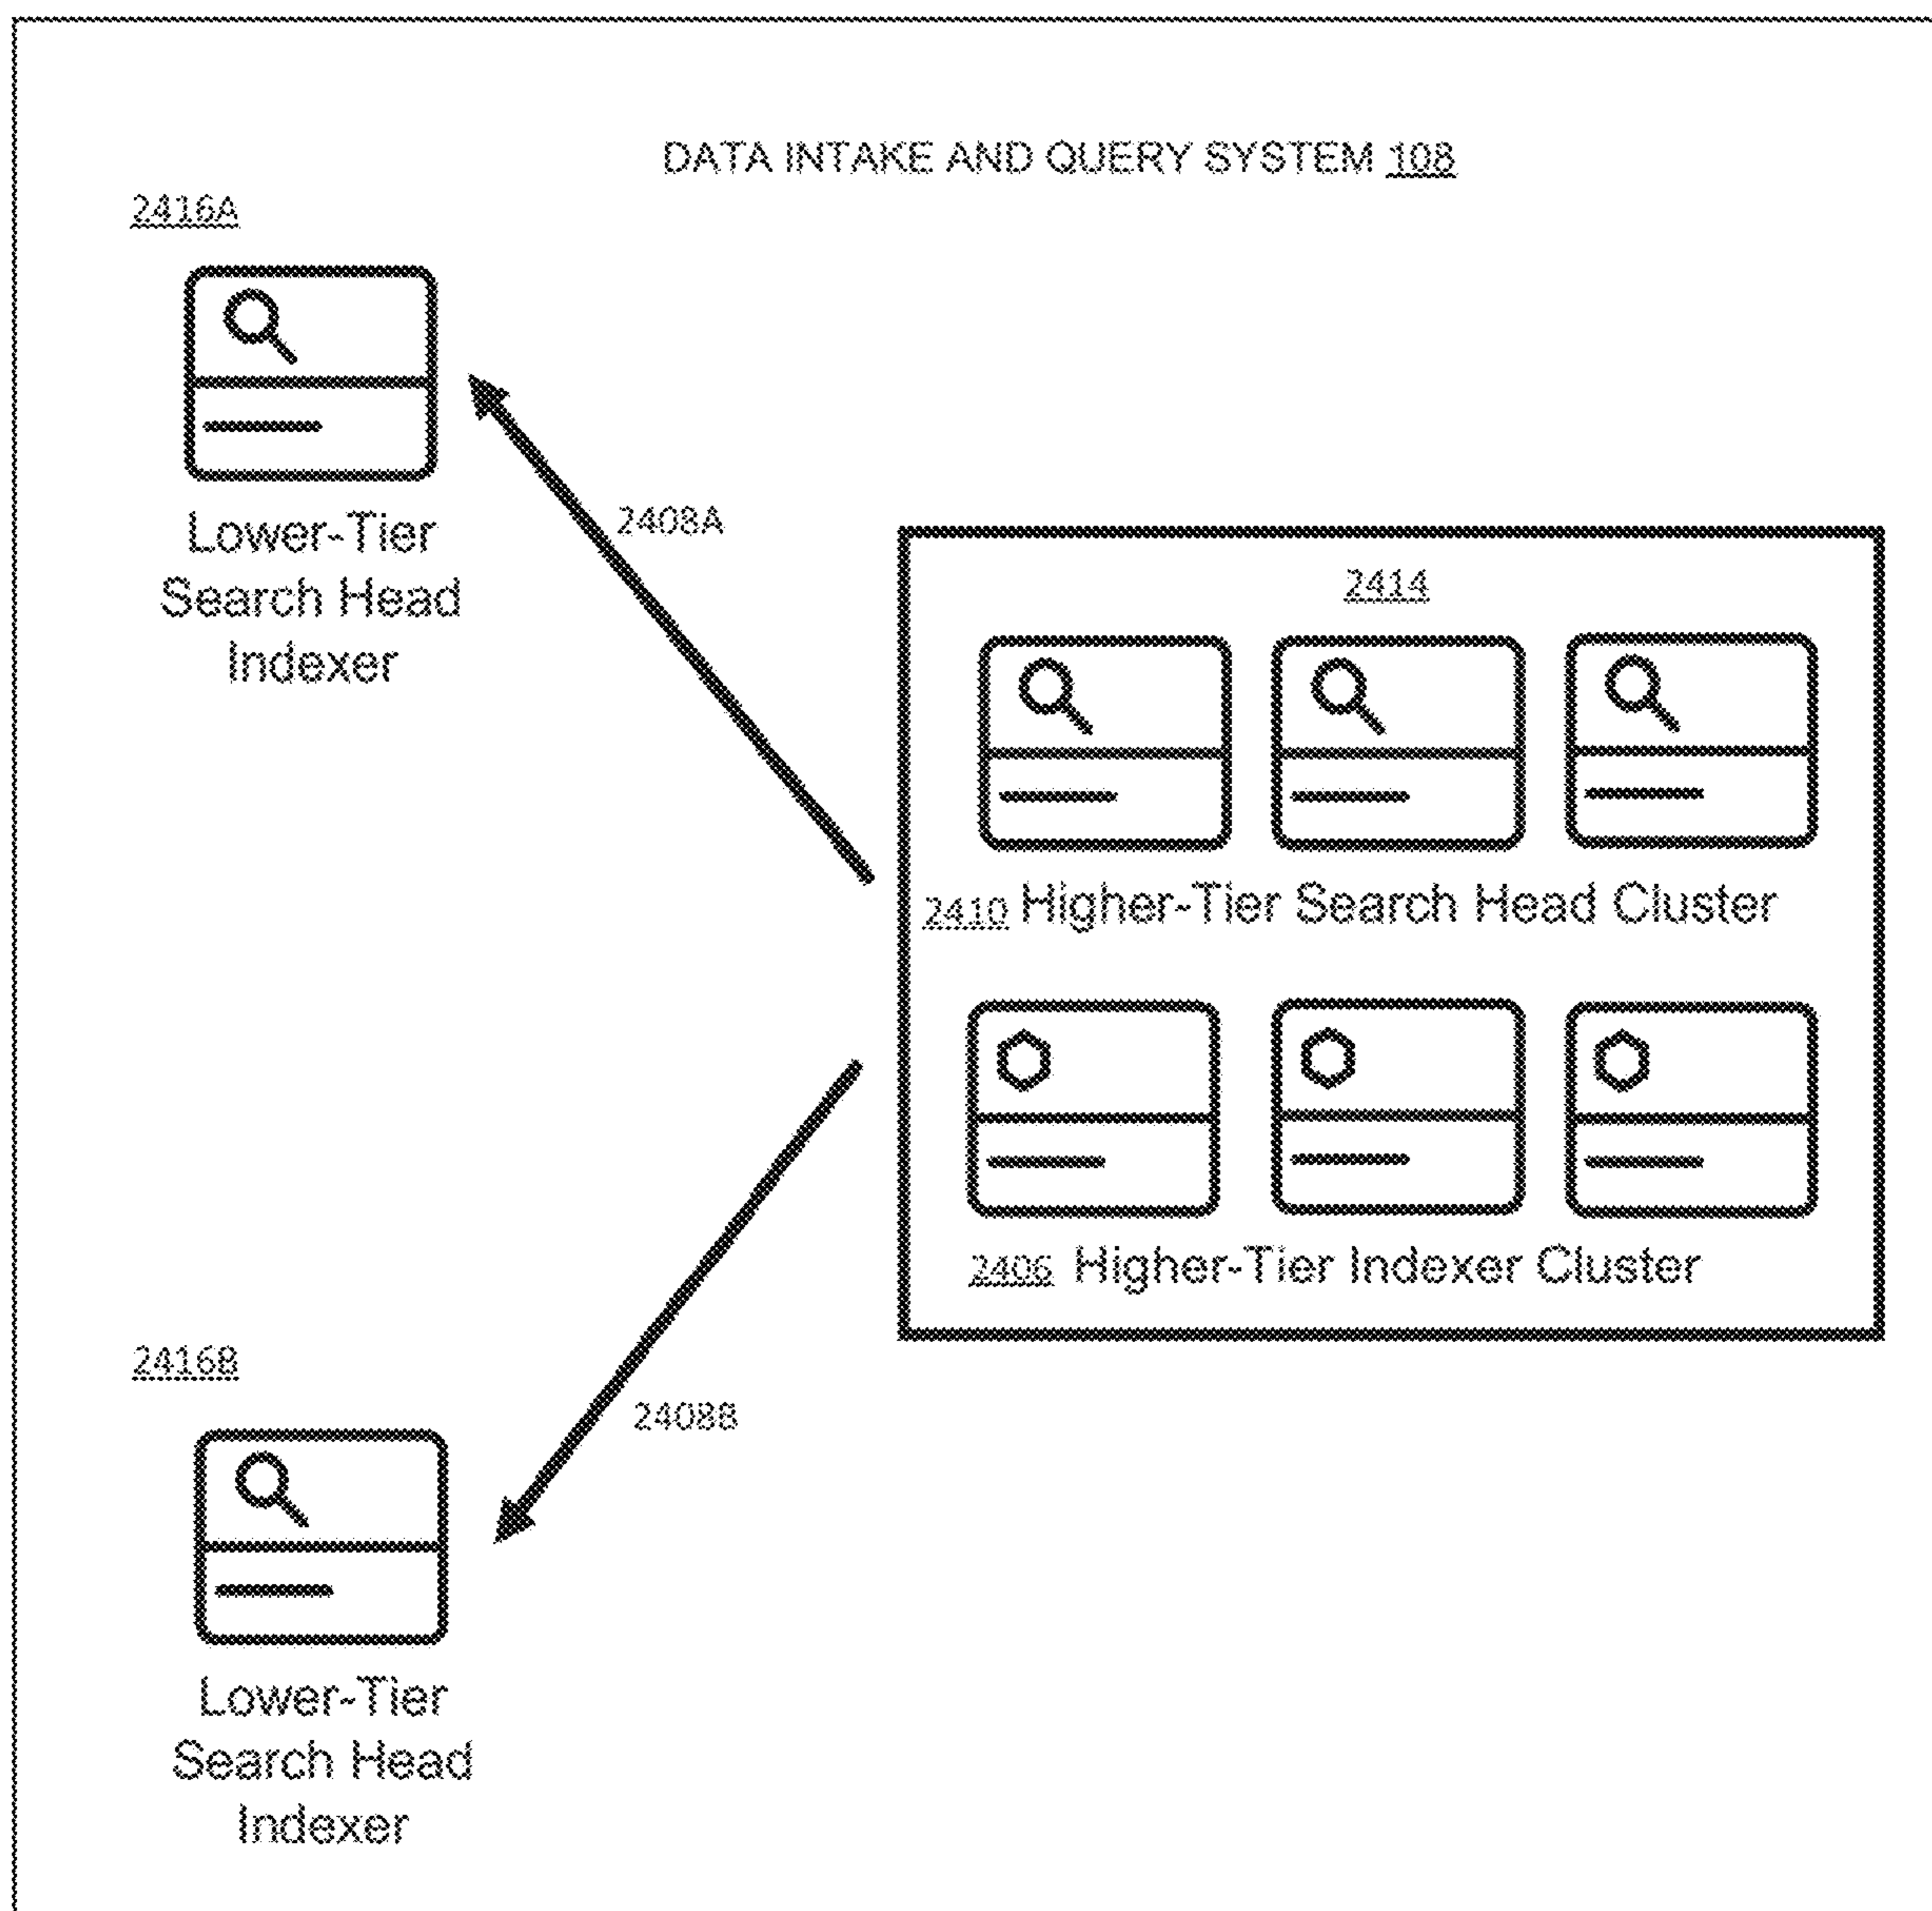 DATA INTAKE AND QUERY SYSTEM 108
2416A
Lower-Tier
Search Head
Indexer
2408A
2414
2410 Higher-Tier Search Head Cluster
2406 Higher-Tier Indexer Cluster
2416B
2408B
Lower-Tier
Search Head
Indexer